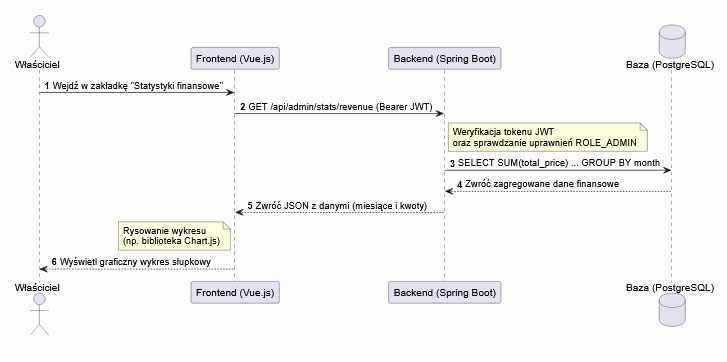 Właściciel
Frontend (Vue.js)
Backend (Spring Boot)
Baza (PostgreSQL)
1 Wejdź w zakładkę "Statystyki finansowe"
2 GET /api/admin/stats/revenue (Bearer JWT)
Weryfikacja tokenu JWT
oraz sprawdzanie uprawnień ROLE_ADMIN
3 SELECT SUM(total_price) ... GROUP BY month
4 Zwróć zagregowane dane finansowe
5 Zwróć JSON z danymi (miesiące i kwoty)
Rysowanie wykresu
(np. biblioteka Chart.js)
6 Wyświetl graficzny wykres słupkowy
Właściciel
Frontend (Vue.js)
Backend (Spring Boot)
Baza (PostgreSQL)